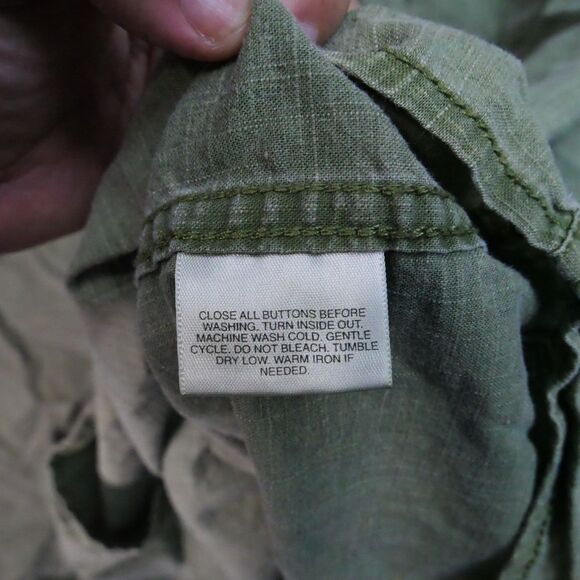 CLOSE ALL BUTTONS BEFORE
WASHING. TURN INSIDE OUT.
MACHINE WASH COLD. GENTLE
CYCLE. DO NOT BLEACH. TUMBLE
DRY LOW. WARM IRON IF
NEEDED.